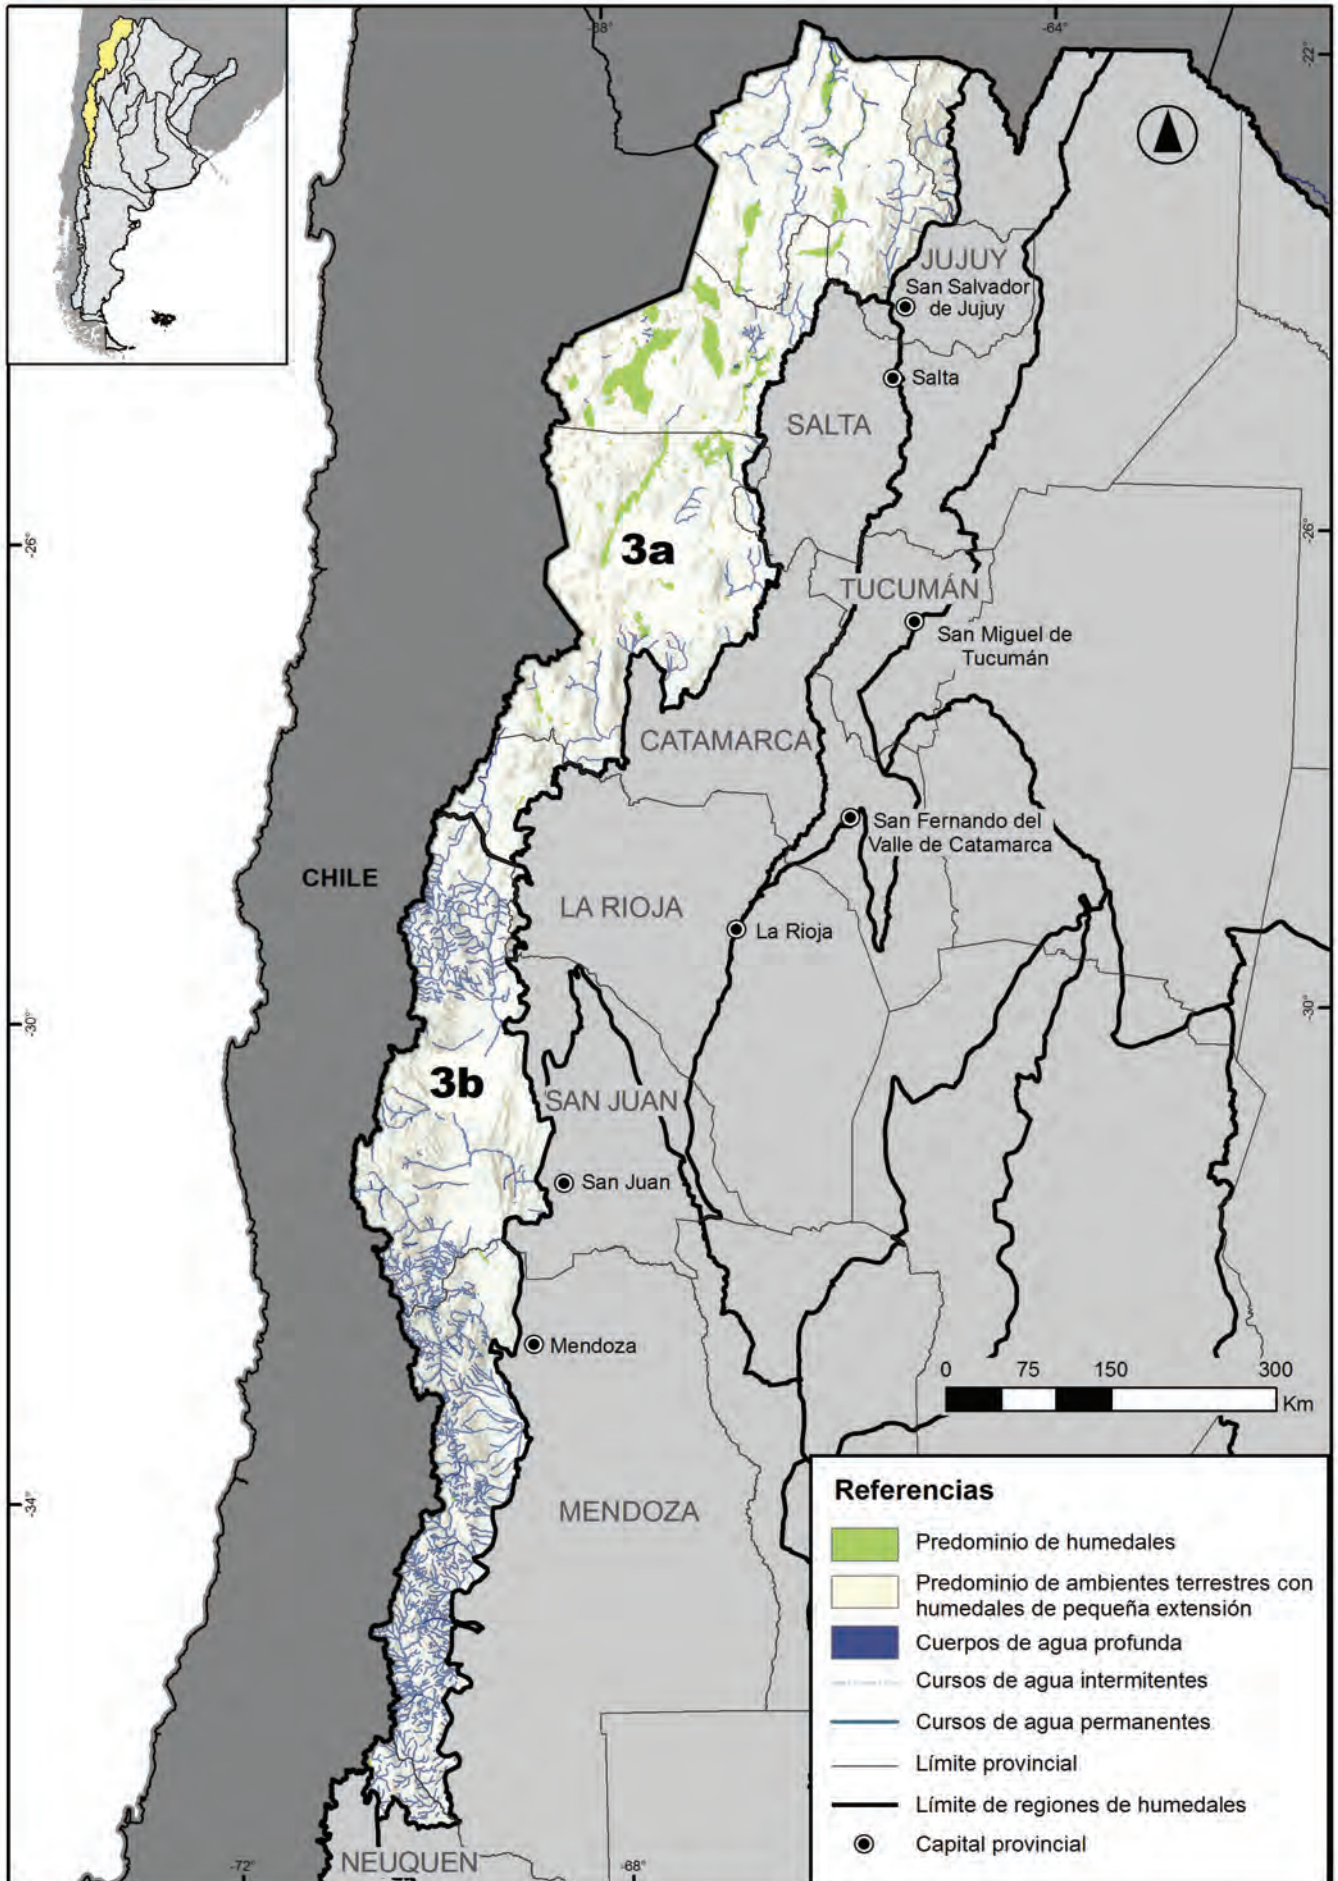 -68°
-64°
-22°
JUJUY
San Salvador
de Jujuy
Salta
SALTA
-26°
-26°
3a
TUCUMÁN
San Miguel de
Tucumán
CATAMARCA
San Fernando del
Valle de Catamarca
CHILE
LA RIOJA
La Rioja
-30°
-30°
3b
SAN JUAN
San Juan
Mendoza
0 75 150 300
Km
-34°
MENDOZA
Referencias
Predominio de humedales
Predominio de ambientes terrestres con
humedales de pequeña extensión
Cuerpos de agua profunda
Cursos de agua intermitentes
Cursos de agua permanentes
Límite provincial
Límite de regiones de humedales
Capital provincial
-72°
-68°
NEUQUEN